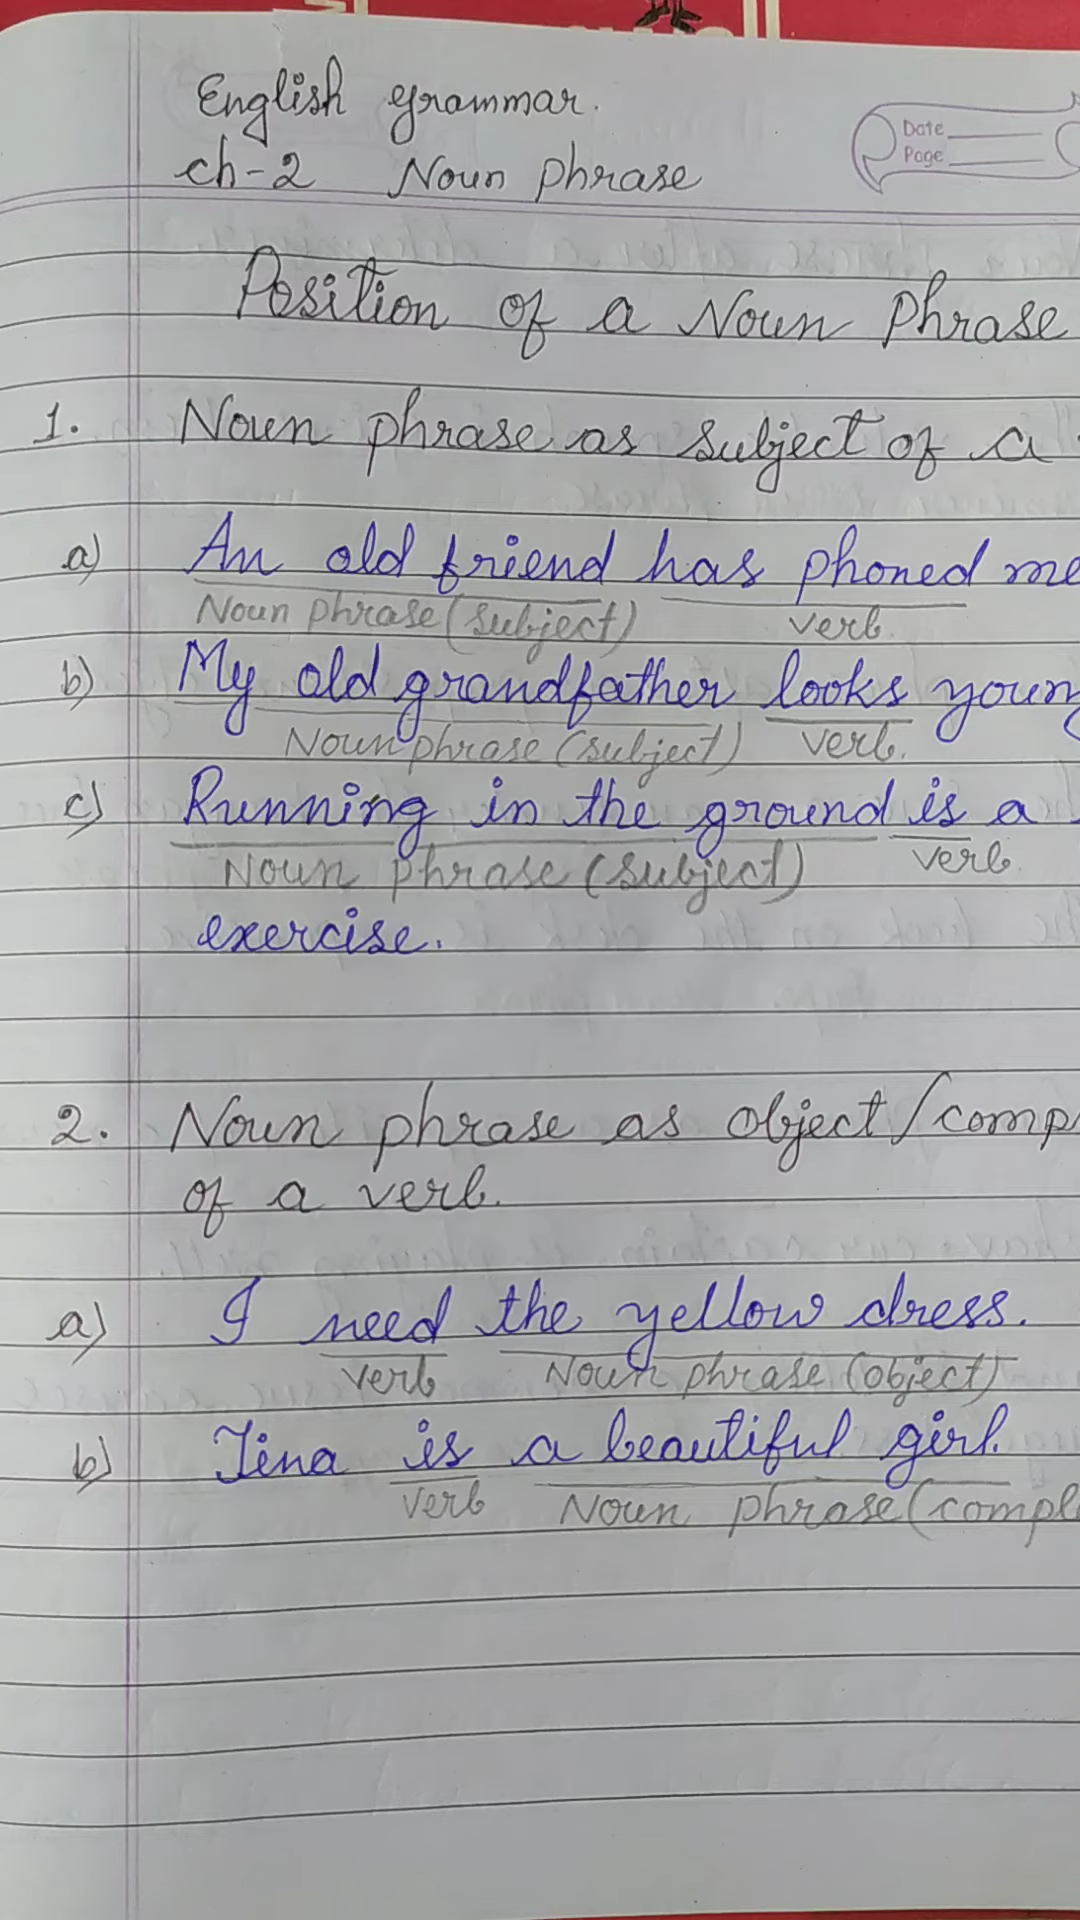 English grammar.
ch-2 Noun phrase
Date
Page
Position of a Noun Phrase
1. Noun phrase as subject of a
a) An old friend has phoned me
Noun phrase (subject) verb
b) My old grandfather looks young
Noun phrase (subject) verb.
c) Running in the ground is a
Noun phrase (subject) verb.
exercise.
2. Noun phrase as object/comp
of a verb.
a) I need the yellow dress.
verb Noun phrase (object)
b) Tina is a beautiful girl.
verb Noun phrase (compl